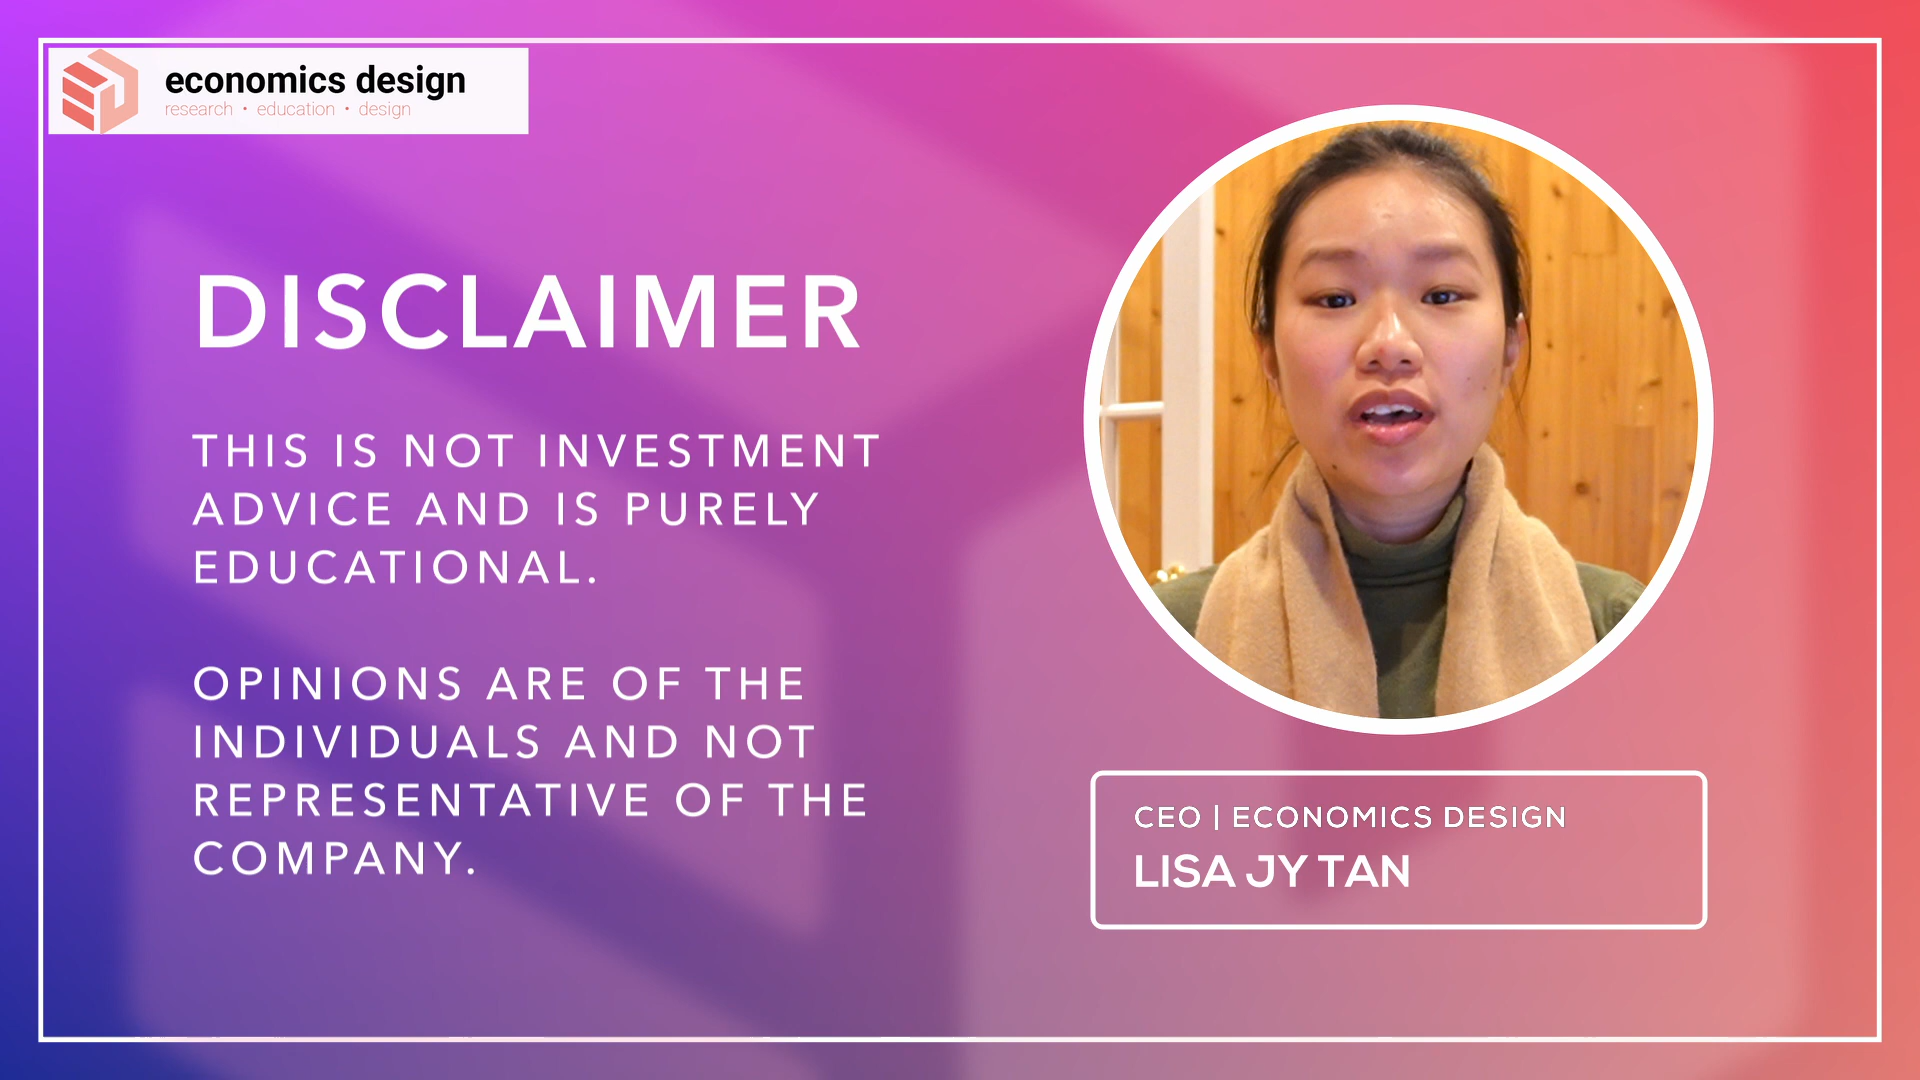 economics design
research • education • design
DISCLAIMER
THIS IS NOT INVESTMENT
ADVICE AND IS PURELY
EDUCATIONAL.
OPINIONS ARE OF THE
INDIVIDUALS AND NOT
REPRESENTATIVE OF THE
COMPANY.
CEO | ECONOMICS DESIGN
LISA JY TAN